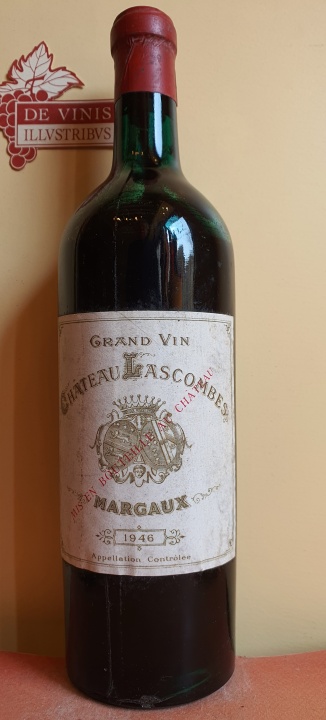 DE VINIS
ILLVSTRIBVS
GRAND VIN
CHATEAU LASCOMBES
MIS EN BOUTEILLE AU CHATEAU
MARGAUX
1946
Appellation Contrôlée